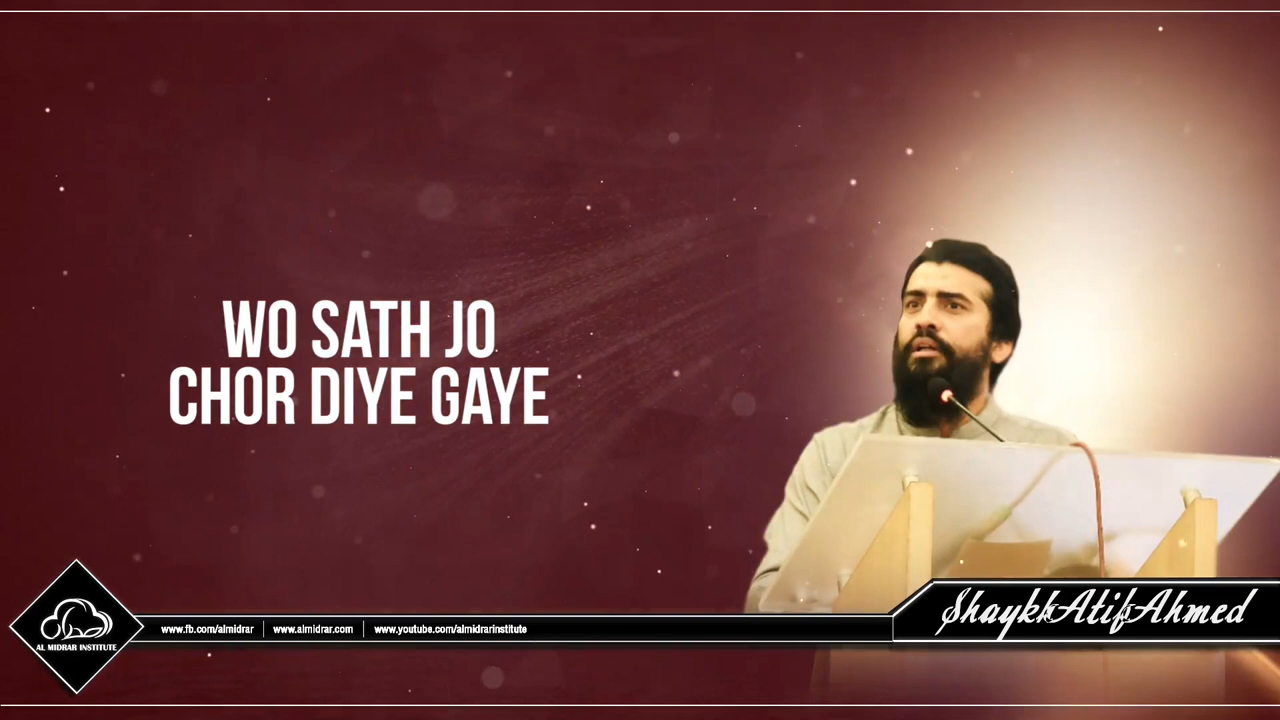 WO SATH JO
CHOR DIYE GAYE
ShaykhAtifAhmed
www.fb.com/almidrar
www.almidrar.com
www.youtube.com/almidrarinstitute
AL MIDRAR INSTITUTE